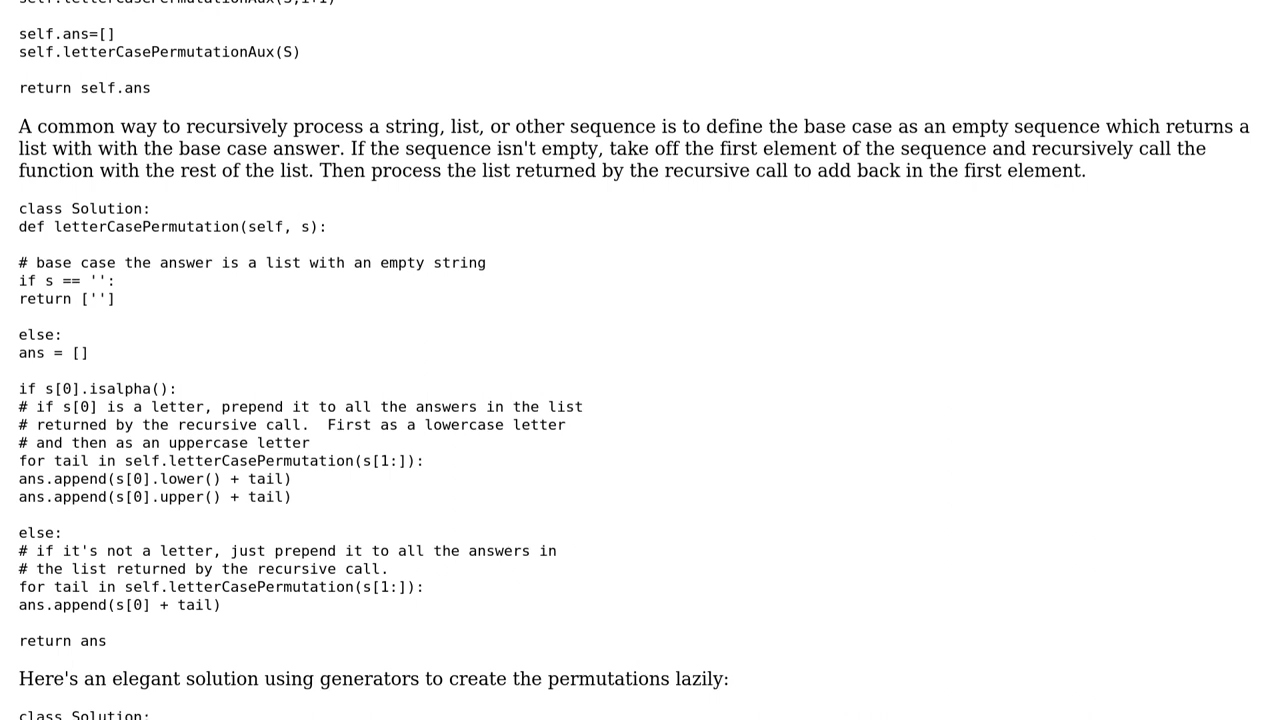 self.letterCasePermutationAux(S,i+1)
self.ans=[]
self.letterCasePermutationAux(S)
return self.ans
A common way to recursively process a string, list, or other sequence is to define the base case as an empty sequence which returns a
list with with the base case answer. If the sequence isn't empty, take off the first element of the sequence and recursively call the
function with the rest of the list. Then process the list returned by the recursive call to add back in the first element.
class Solution:
def letterCasePermutation(self, s):
# base case the answer is a list with an empty string
if s == '':
return ['']
else:
ans = []
if s[0].isalpha():
# if s[0] is a letter, prepend it to all the answers in the list
# returned by the recursive call.  First as a lowercase letter
# and then as an uppercase letter
for tail in self.letterCasePermutation(s[1:]):
ans.append(s[0].lower() + tail)
ans.append(s[0].upper() + tail)
else:
# if it's not a letter, just prepend it to all the answers in
# the list returned by the recursive call.
for tail in self.letterCasePermutation(s[1:]):
ans.append(s[0] + tail)
return ans
Here's an elegant solution using generators to create the permutations lazily:
class Solution: